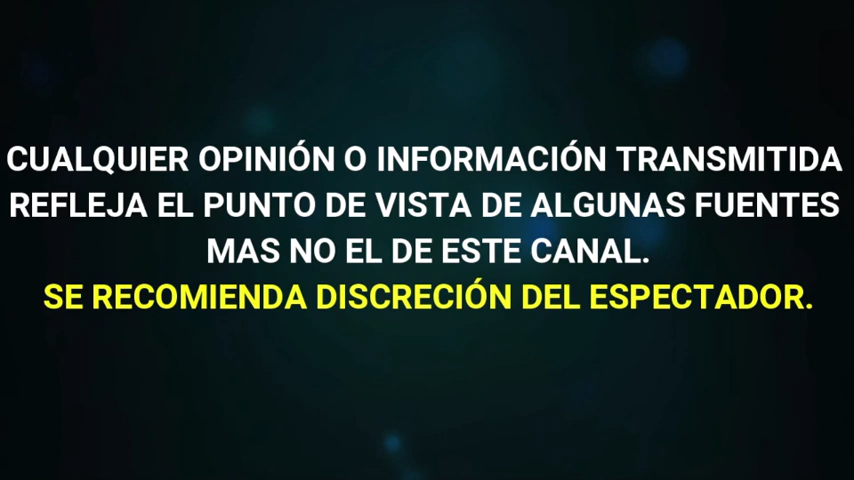 CUALQUIER OPINIÓN O INFORMACIÓN TRANSMITIDA
REFLEJA EL PUNTO DE VISTA DE ALGUNAS FUENTES
MAS NO EL DE ESTE CANAL.
SE RECOMIENDA DISCRECIÓN DEL ESPECTADOR.